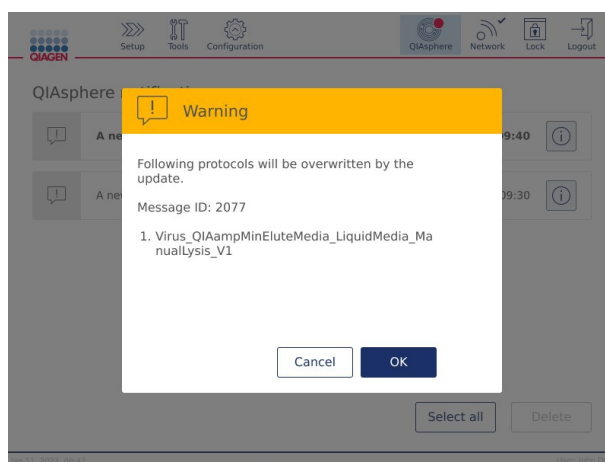 QIAGEN
Setup
Tools
Configuration
QIAsphere
Network
Lock
Logout
QIAsphere
Warning
A ne
9:40
Following protocols will be overwritten by the
update.
Message ID: 2077
A ne
09:30
1. Virus_QIAampMinEluteMedia_LiquidMedia_Ma
nualLysis_V1
Cancel
OK
Select all
Delete